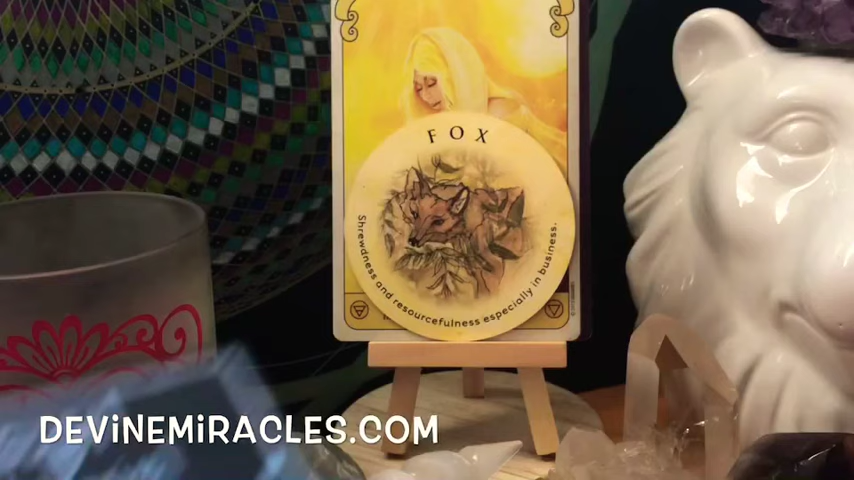 FOX
Shrewdness and resourcefulness especially in business.
DEViNEMiRACLES.COM